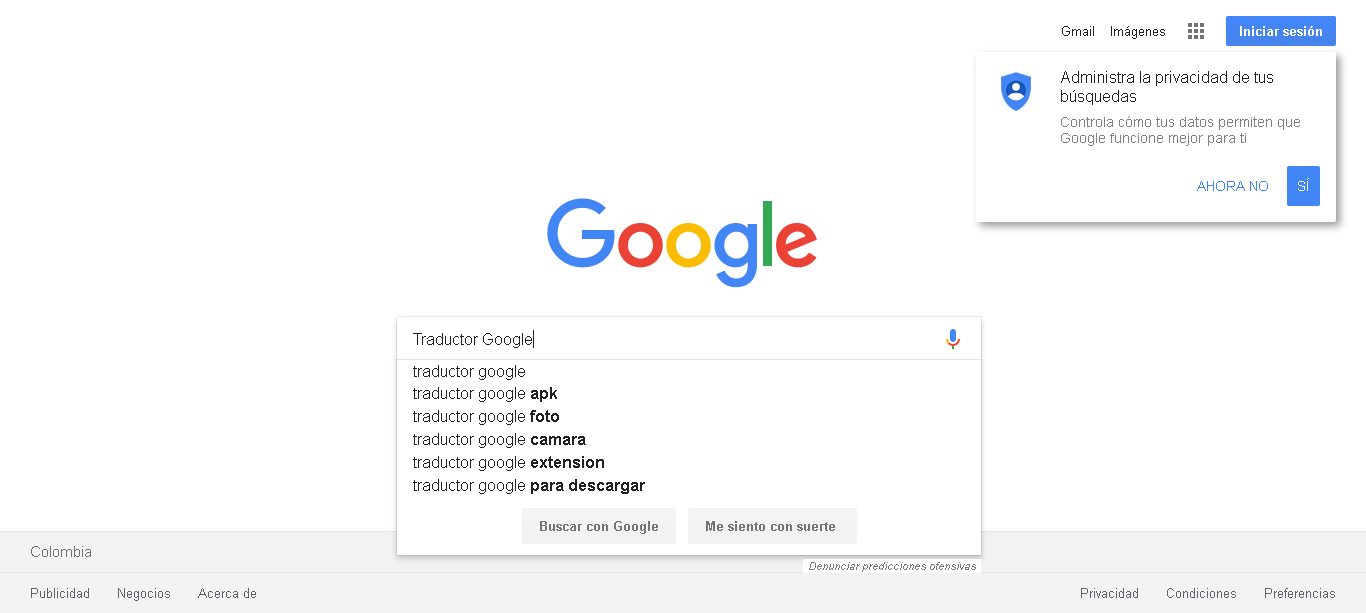 Gmail Imágenes Iniciar sesión
Administra la privacidad de tus
búsquedas
Controla cómo tus datos permiten que
Google funcione mejor para ti
AHORA NO SÍ
Google
Traductor Google
traductor google
traductor google apk
traductor google foto
traductor google camara
traductor google extension
traductor google para descargar
Buscar con Google Me siento con suerte
Colombia
Denunciar predicciones ofensivas
Publicidad Negocios Acerca de Privacidad Condiciones Preferencias